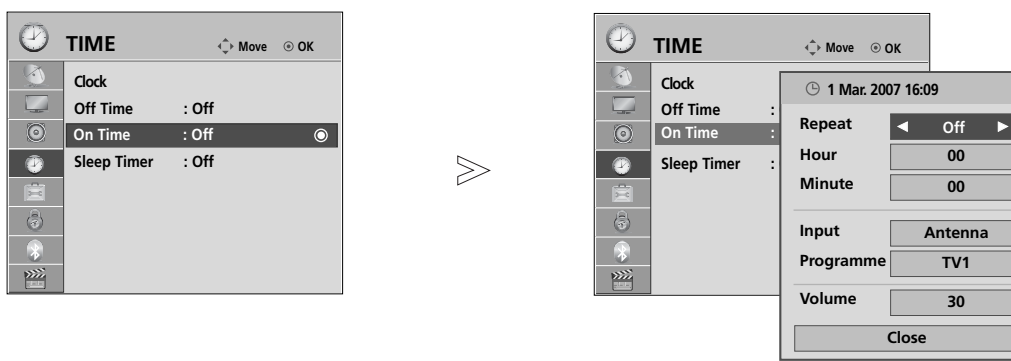 TIME Move OK
Clock
Off Time : Off
On Time : Off
Sleep Timer : Off
TIME Move OK
Clock
Off Time :
On Time :
Sleep Timer :
1 Mar. 2007 16:09
Repeat ◄ Off ►
Hour 00
Minute 00
Input Antenna
Programme TV1
Volume 30
Close